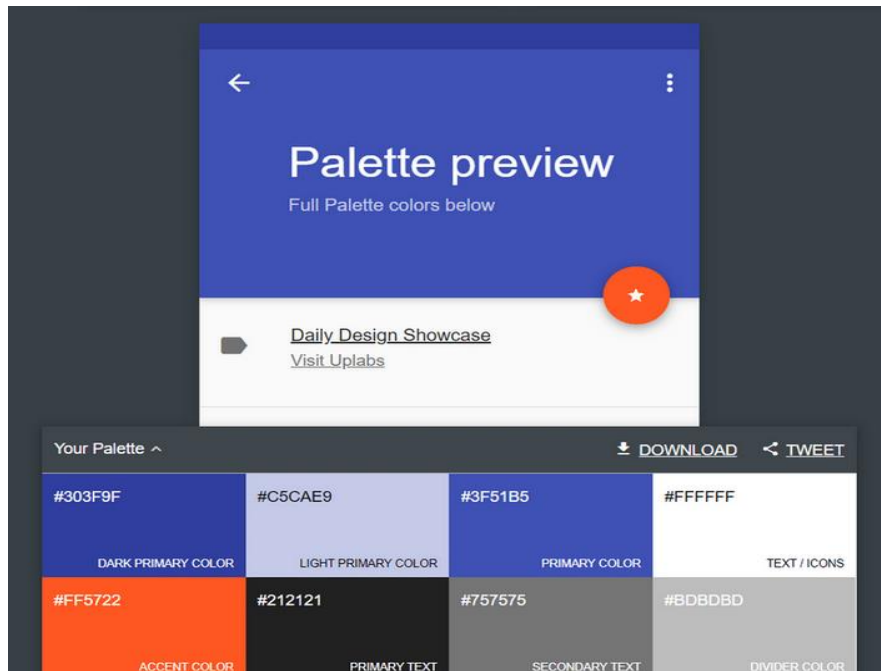 Palette preview
Full Palette colors below
Daily Design Showcase
Visit Uplabs
Your Palette
DOWNLOAD
TWEET
#303F9F
DARK PRIMARY COLOR
#C5CAE9
LIGHT PRIMARY COLOR
#3F51B5
PRIMARY COLOR
#FFFFFF
TEXT / ICONS
#FF5722
ACCENT COLOR
#212121
PRIMARY TEXT
#757575
SECONDARY TEXT
#BDBDBD
DIVIDER COLOR